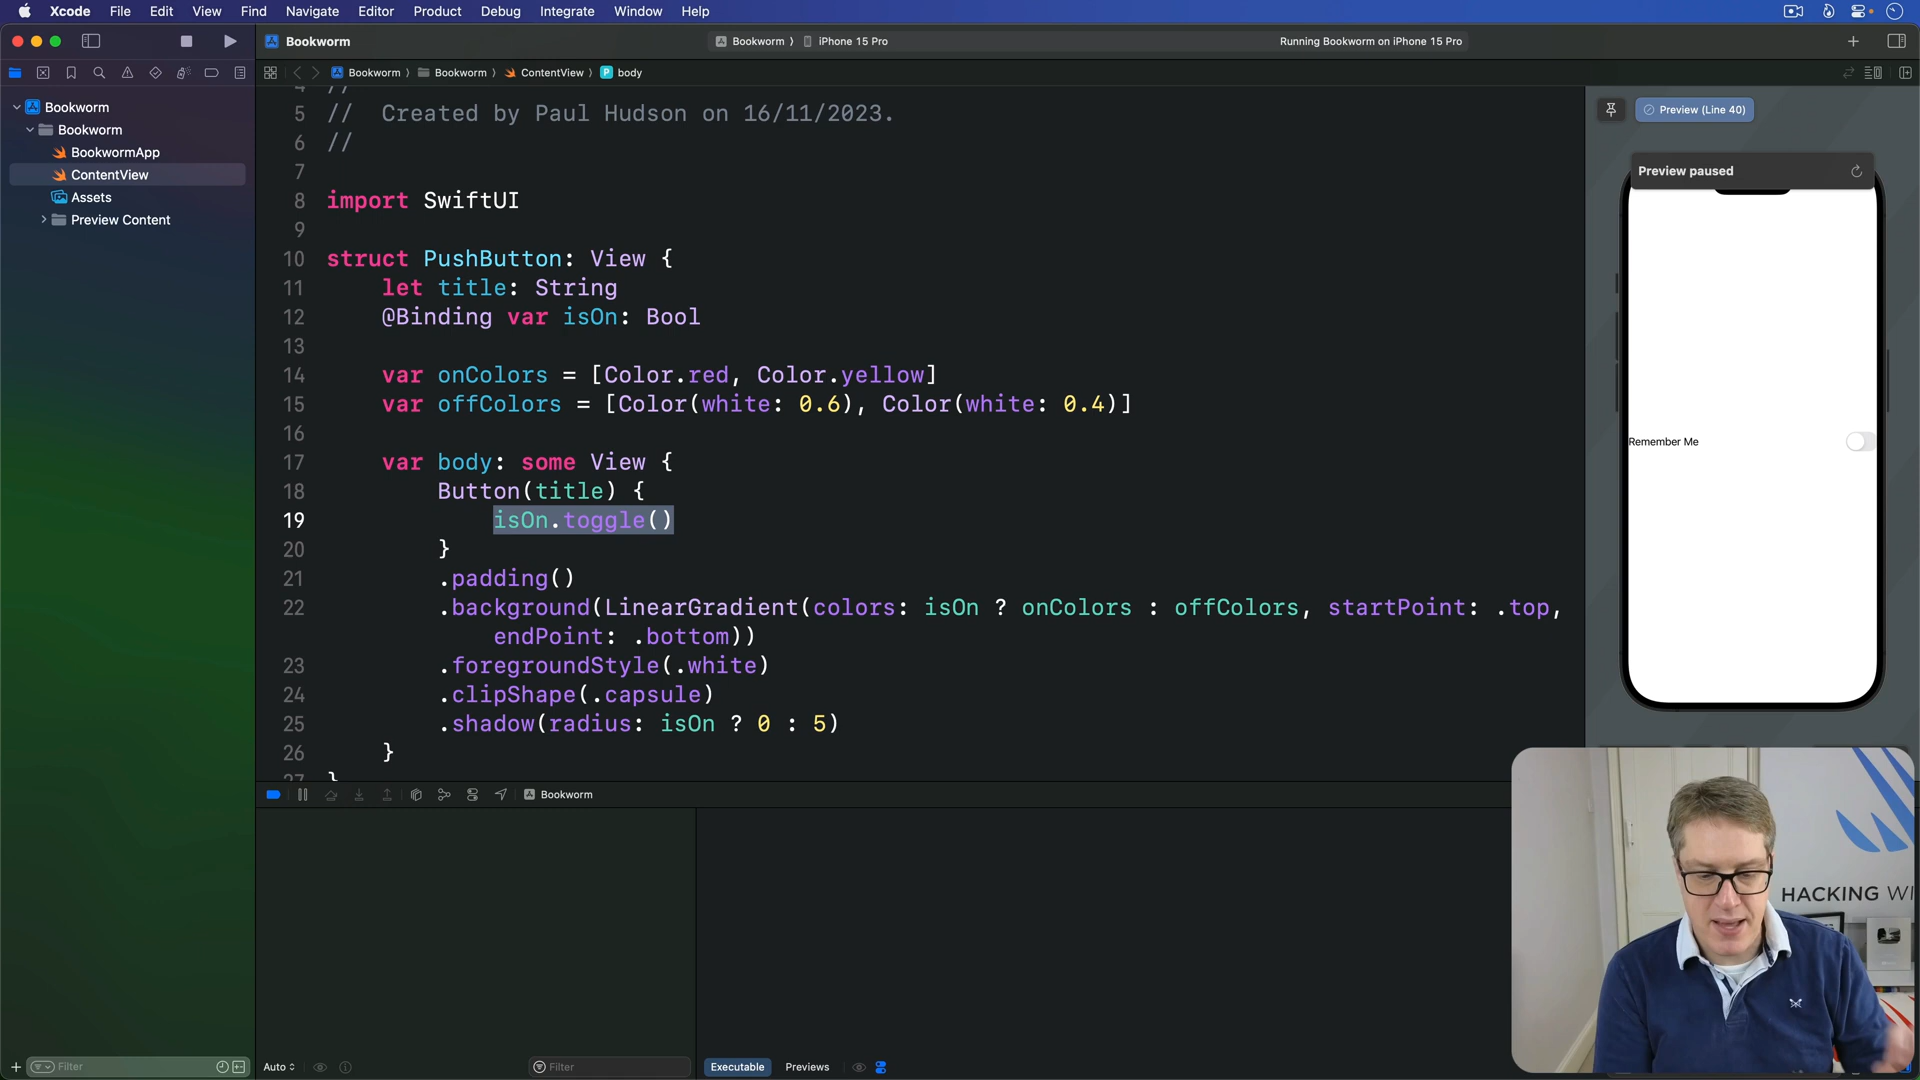 Xcode File Edit View Find Navigate Editor Product Debug Integrate Window Help
Bookworm
Bookworm
iPhone 15 Pro
Running Bookworm on iPhone 15 Pro
Bookworm
Bookworm
ContentView
body
Bookworm
Bookworm
BookwormApp
ContentView
Assets
Preview Content
4 //
5 // Created by Paul Hudson on 16/11/2023.
6 //
7
8 import SwiftUI
9
10 struct PushButton: View {
11 let title: String
12 @Binding var isOn: Bool
13
14 var onColors = [Color.red, Color.yellow]
15 var offColors = [Color(white: 0.6), Color(white: 0.4)]
16
17 var body: some View {
18 Button(title) {
19 isOn.toggle()
20 }
21 .padding()
22 .background(LinearGradient(colors: isOn ? onColors : offColors, startPoint: .top,
endPoint: .bottom))
23 .foregroundStyle(.white)
24 .clipShape(.capsule)
25 .shadow(radius: isOn ? 0 : 5)
26 }
27 }
Preview (Line 40)
Preview paused
Remember Me
Bookworm
HACKING WI
Filter
Auto
Filter
Executable
Previews